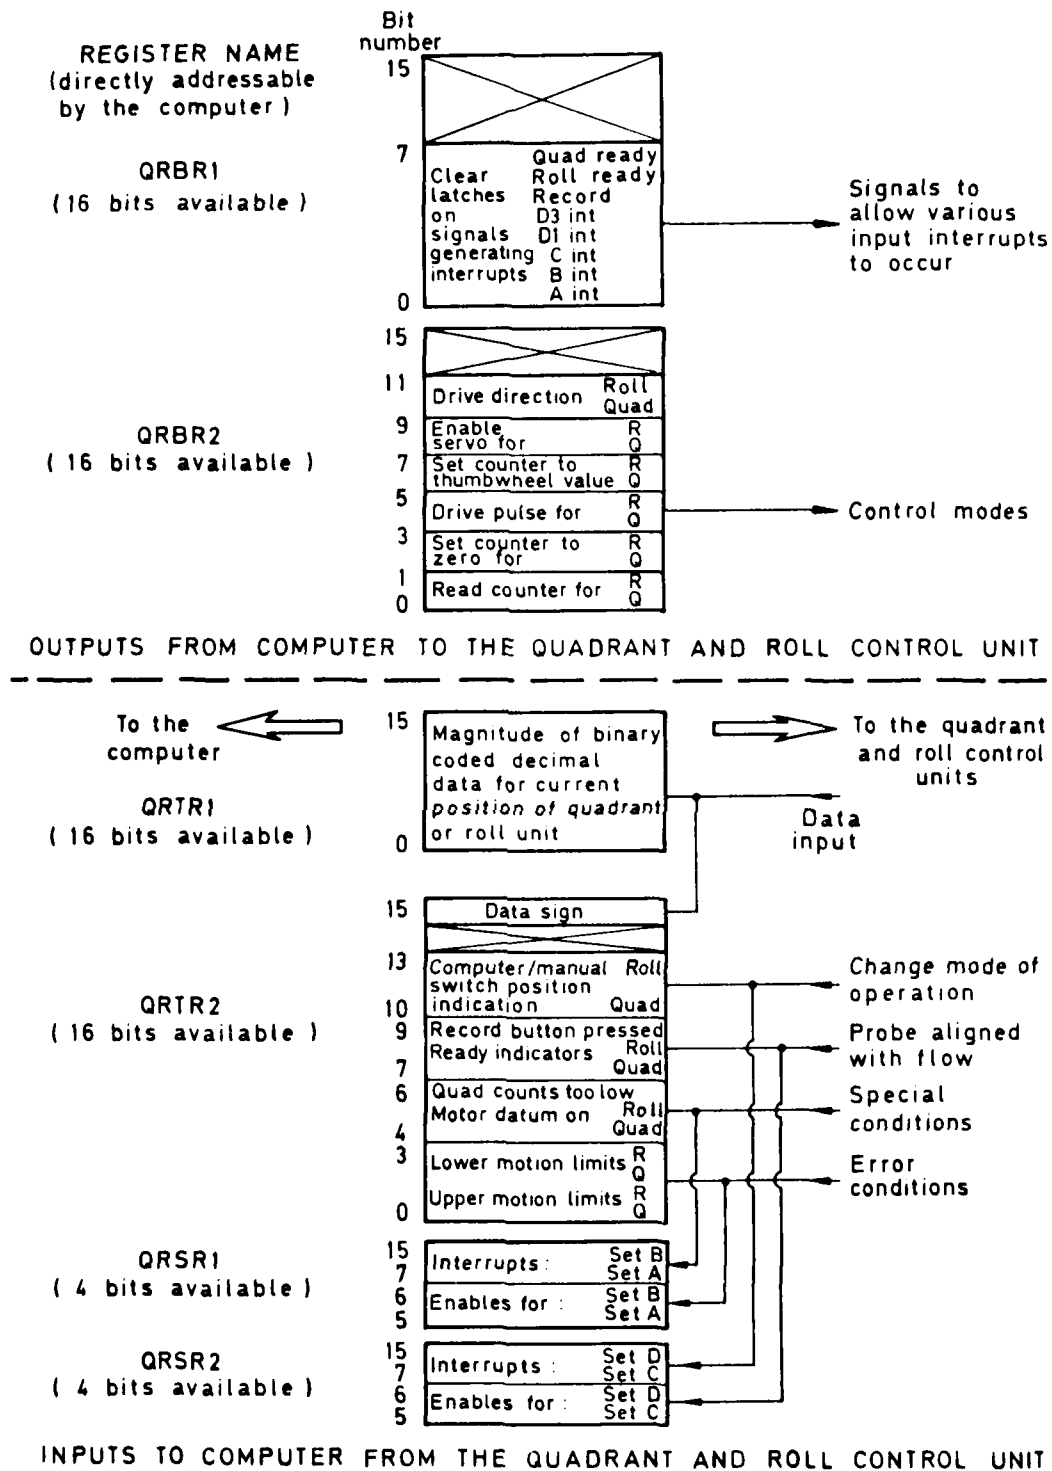 Bit
number
REGISTER NAME
(directly addressable
by the computer)
15
7
QRBR1
(16 bits available)
Quad ready
Clear Roll ready
latches Record
on D3 int
signals D1 int
generating C int
interrupts B int
A int
0
Signals to
allow various
input interrupts
to occur
15
11
Drive direction Roll
Quad
QRBR2
(16 bits available)
9
Enable R
servo for Q
7
Set counter to R
thumbwheel value Q
5
Drive pulse for R
Q
Control modes
3
Set counter to R
zero for Q
1
Read counter for R
0
Q
OUTPUTS FROM COMPUTER TO THE QUADRANT AND ROLL CONTROL UNIT
To the
computer
15
To the quadrant
and roll control
units
QRTR1
(16 bits available)
Magnitude of binary
coded decimal
data for current
position of quadrant
or roll unit
0
Data
input
15
Data sign
QRTR2
(16 bits available)
13
Computer/manual Roll
switch position
indication Quad
10
Change mode of
operation
9
Record button pressed
Ready indicators Roll
Quad
7
Probe aligned
with flow
6
Quad counts too low
Motor datum on Roll
Quad
4
Special
conditions
3
Lower motion limits R
Q
Upper motion limits R
Q
0
Error
conditions
QRSR1
(4 bits available)
15
Interrupts: Set B
7
Set A
6
Enables for: Set B
5
Set A
QRSR2
(4 bits available)
15
Interrupts: Set D
7
Set C
6
Enables for: Set D
5
Set C
INPUTS TO COMPUTER FROM THE QUADRANT AND ROLL CONTROL UNIT